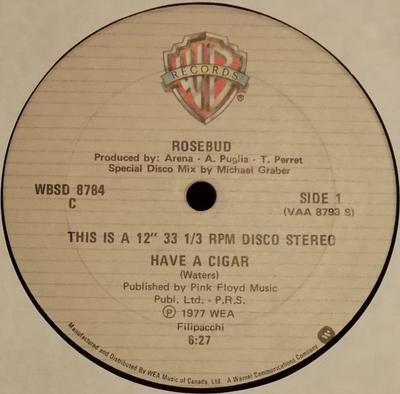 WB
RECORDS
ROSEBUD
Produced by: Arena - A. Puglia - T. Perret
Special Disco Mix by Michael Graber
WBSD 8784
C
SIDE 1
(VAA 8793 S)
THIS IS A 12" 33 1/3 RPM DISCO STEREO
HAVE A CIGAR
(Waters)
Published by Pink Floyd Music
Publ. Ltd. - P.R.S.
Ⓟ 1977 WEA
Filipacchi
6:27
Manufactured and Distributed By WEA Music of Canada, Ltd. A Warner Communications Company